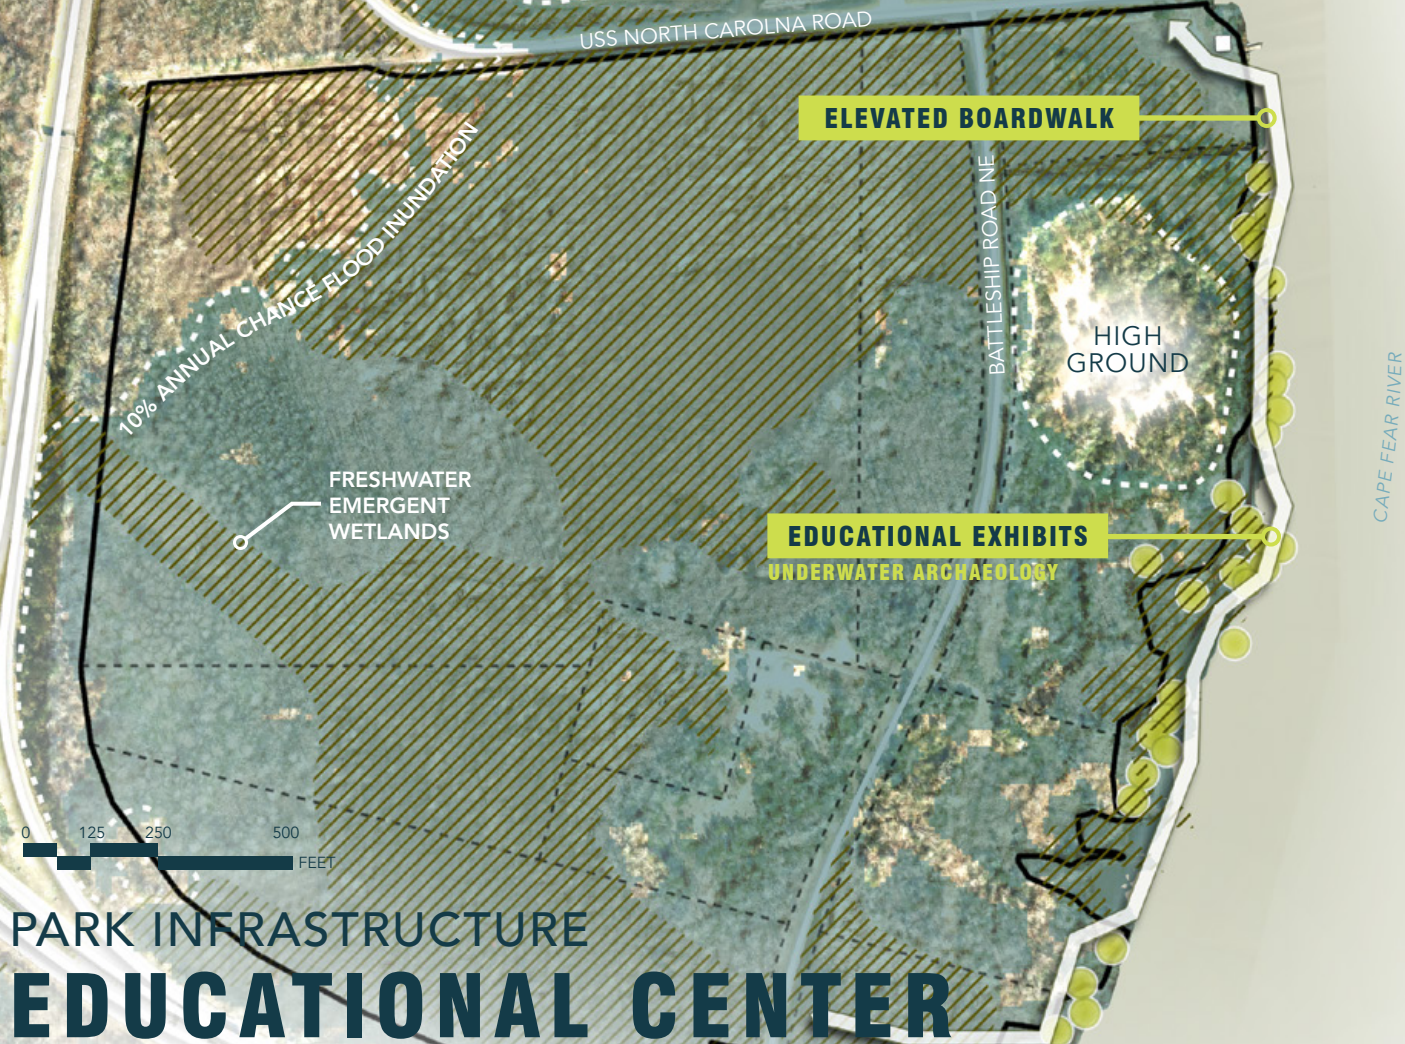 USS NORTH CAROLNA ROAD
ELEVATED BOARDWALK
BATTLESHIP ROAD NE
10% ANNUAL CHANCE FLOOD INUNDATION
HIGH
GROUND
CAPE FEAR RIVER
FRESHWATER
EMERGENT
WETLANDS
EDUCATIONAL EXHIBITS
UNDERWATER ARCHAEOLOGY
0 125 250 500
FEET
PARK INFRASTRUCTURE
EDUCATIONAL CENTER